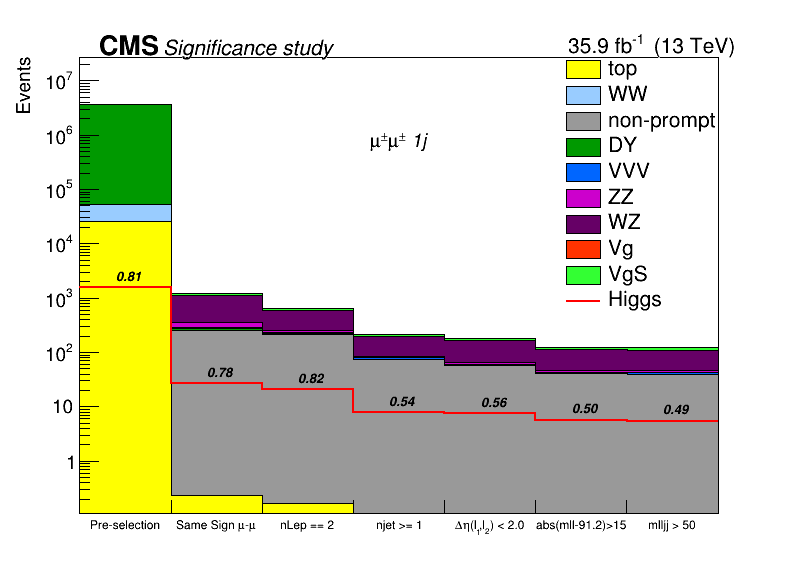 CMS Significance study
35.9 fb⁻¹ (13 TeV)
Events
10⁷
10⁶
10⁵
10⁴
10³
10²
10
1
μ±μ± 1j
top
WW
non-prompt
DY
VVV
ZZ
WZ
Vg
VgS
Higgs
0.81
0.78
0.82
0.54
0.56
0.50
0.49
Pre-selection
Same Sign μ-μ
nLep == 2
njet >= 1
Δη(l₁,l₂) < 2.0
abs(mll-91.2)>15
mlljj > 50